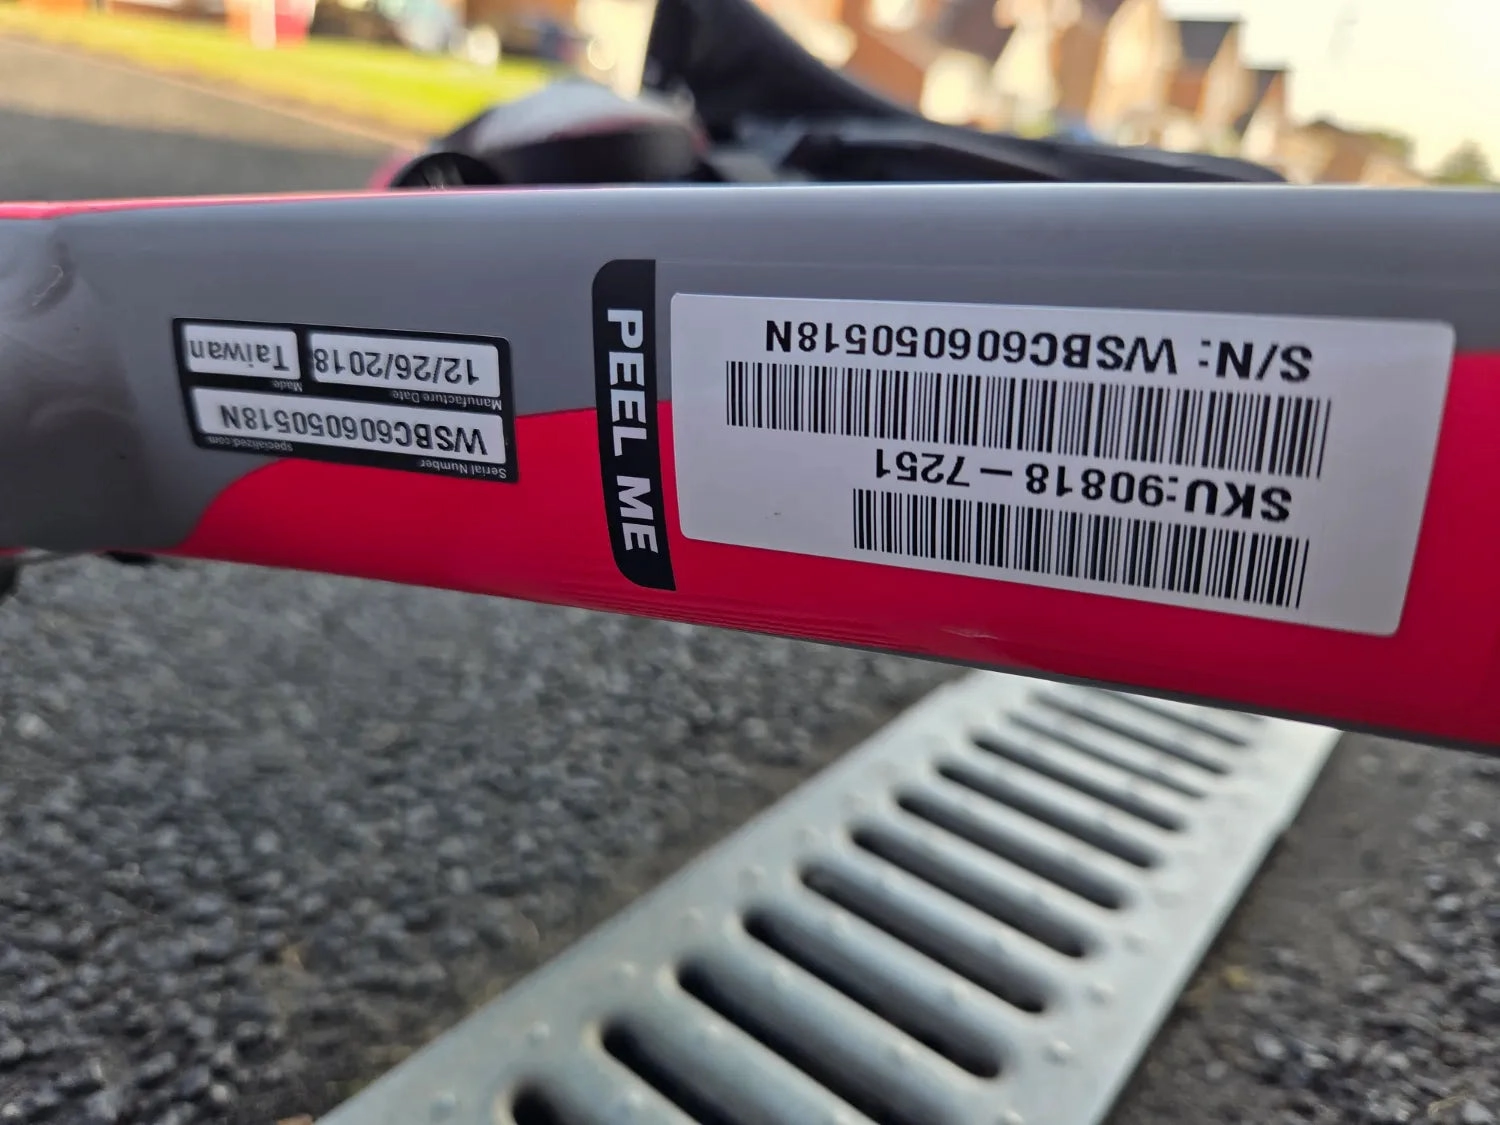 S/N: WSBC606050518N
SKU:90818-7251
PEEL ME
Serial Number
specialized.com
WSBC606050518N
Manufacture Date
Made
12/26/2018
Taiwan